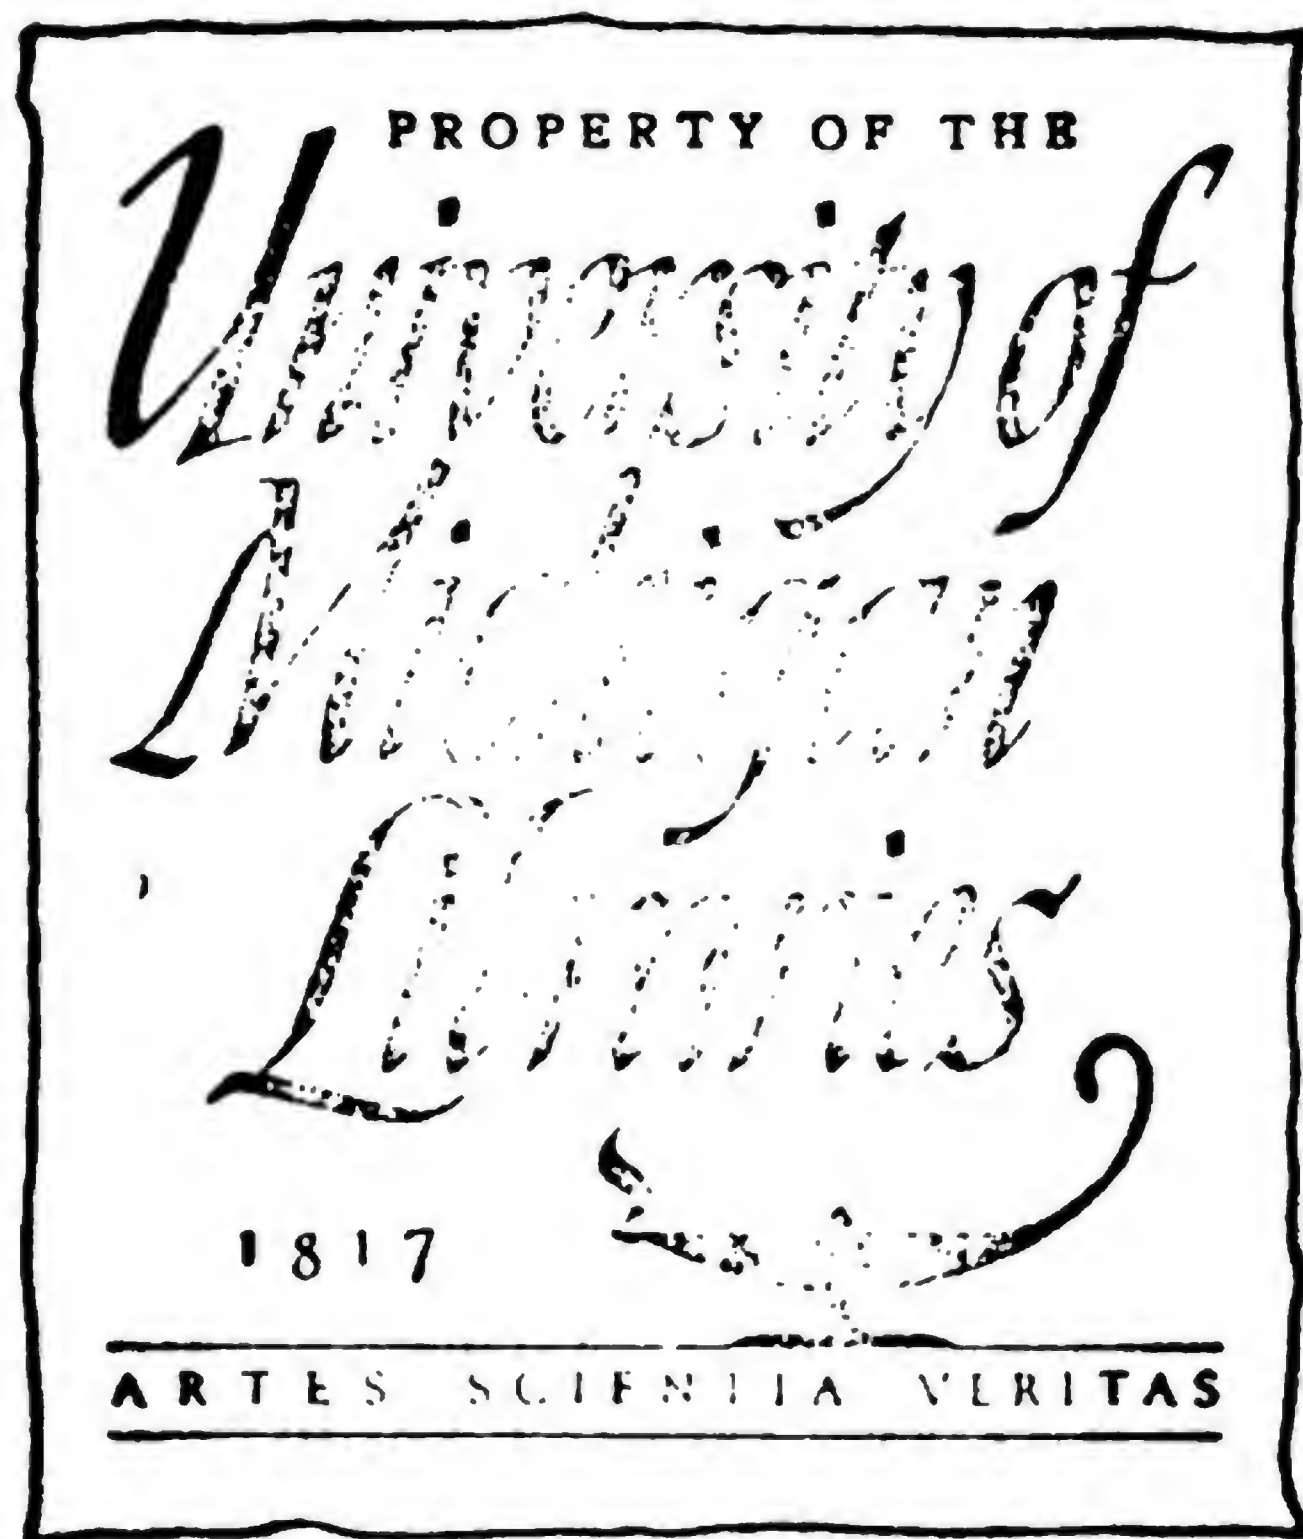 PROPERTY OF THE
University of
Michigan
Libraries
1817
ARTES SCIENTIA VERITAS